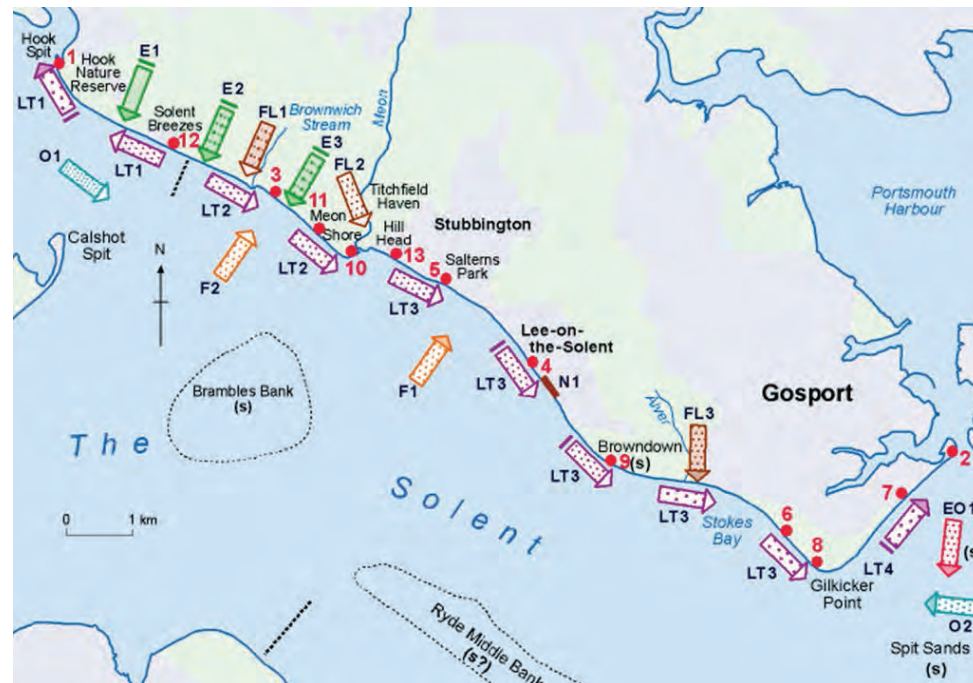 Hook
Spit
1
Hook
Nature
Reserve
E1
LT1
Solent
Breezes
12
E2
FL1
Brownwich
Stream
Meon
O1
LT1
LT2
3
E3
FL2
11
Meon
Shore
Titchfield
Haven
Hill
Head
Stubbington
Portsmouth
Harbour
Calshot
Spit
N
F2
LT2
10
13
5
Salterns
Park
LT3
Lee-on-
the-Solent
Brambles Bank
(s)
F1
LT3
4
N1
Gosport
Alver
FL3
The
Solent
Browndown
(s)
9
LT3
LT3
Stokes
Bay
6
8
7
2
EO1
(s
LT3
Gilkicker
Point
LT4
O2
Spit Sands
(s)
0
1 km
Ryde Middle Bank
(s?)